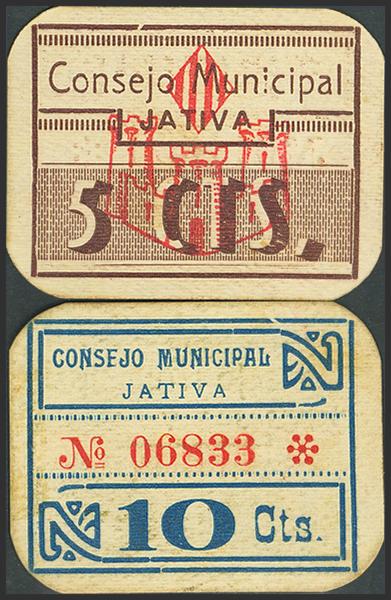 Consejo Municipal
JATIVA
5 CTS.
CONSEJO MUNICIPAL
JATIVA
No 06833
10 Cts.